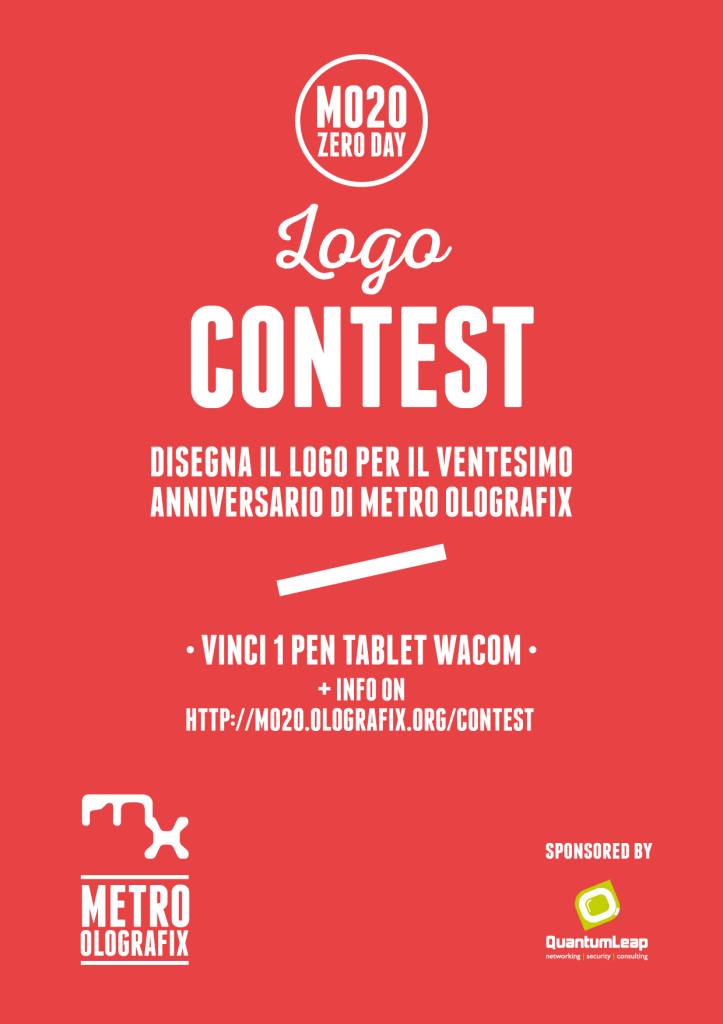 MO20
ZERO DAY
Logo
CONTEST
DISEGNA IL LOGO PER IL VENTESIMO
ANNIVERSARIO DI METRO OLOGRAFIX
• VINCI 1 PEN TABLET WACOM •
+ INFO ON
HTTP://MO20.OLOGRAFIX.ORG/CONTEST
mx
METRO
OLOGRAFIX
SPONSORED BY
QuantumLeap
networking | security | consulting